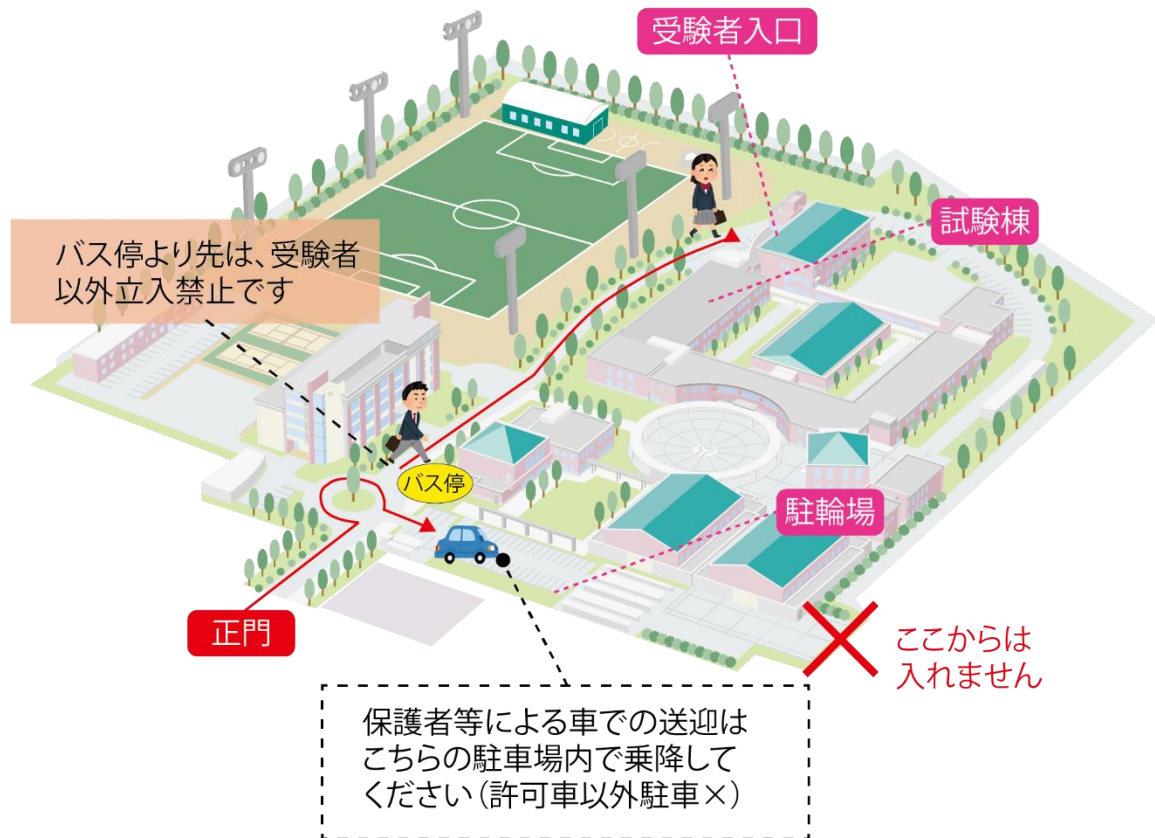 受験者入口
試験棟
バス停より先は、受験者
以外立入禁止です
バス停
駐輪場
正門
ここからは
入れません
保護者等による車での送迎は
こちらの駐車場内で乗降して
ください(許可車以外駐車×)